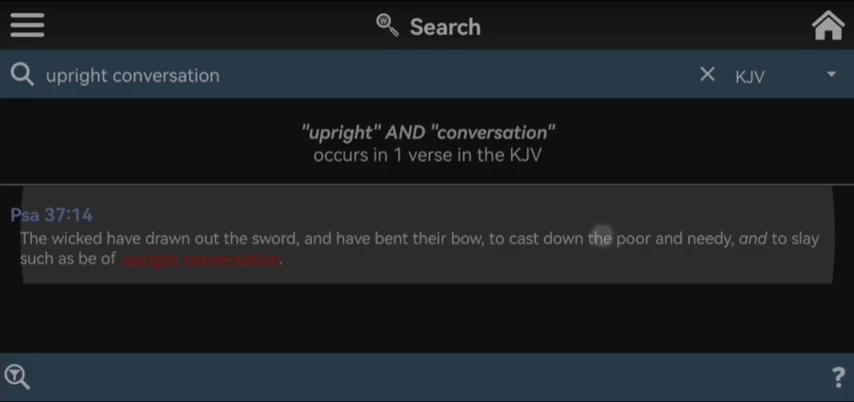 Search
upright conversation KJV
"upright" AND "conversation"
occurs in 1 verse in the KJV
Psa 37:14
The wicked have drawn out the sword, and have bent their bow, to cast down the poor and needy, and to slay
such as be of upright conversation.
?